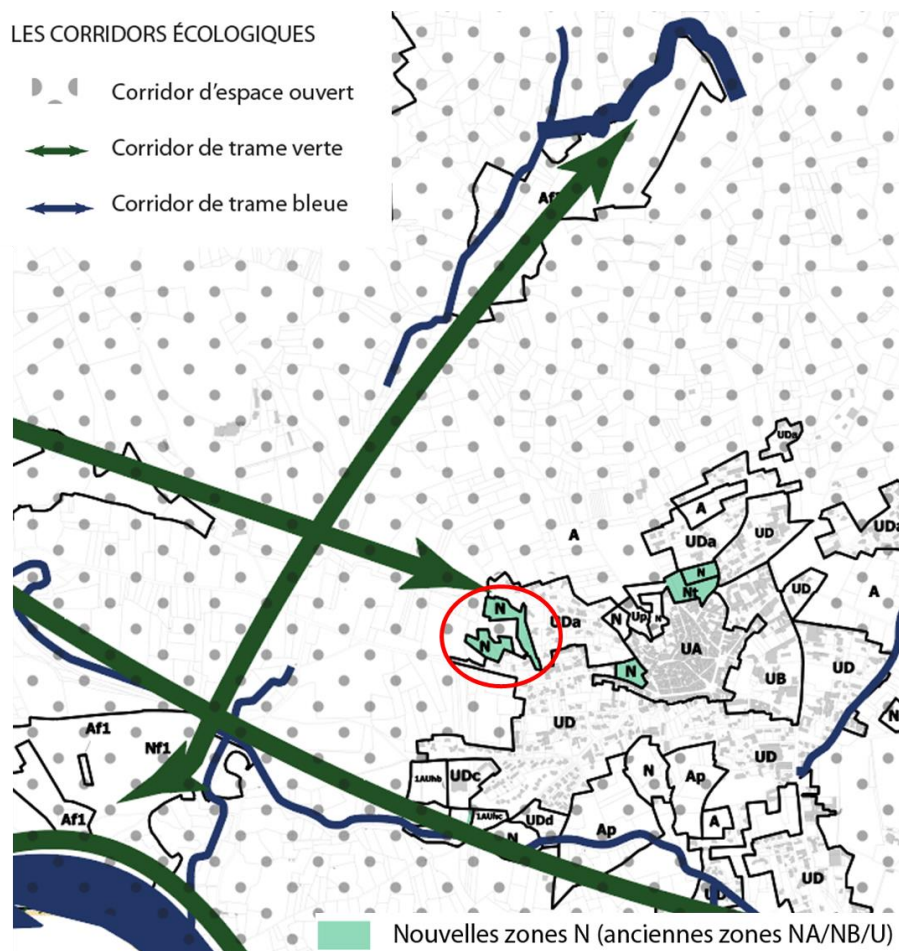 LES CORRIDORS ÉCOLOGIQUES
Corridor d’espace ouvert
Corridor de trame verte
Corridor de trame bleue
A
UDa
A
UDa
UD
UDa
N
Nt
UD
A
N
N
UDa
N
Up
N
UA
N
UB
UD
N
UD
Af1
Nf1
UD
N
Ap
1AUhb
UDc
Af1
1AUhc
UDd
Ap
A
N
UD
UD
Nouvelles zones N (anciennes zones NA/NB/U)